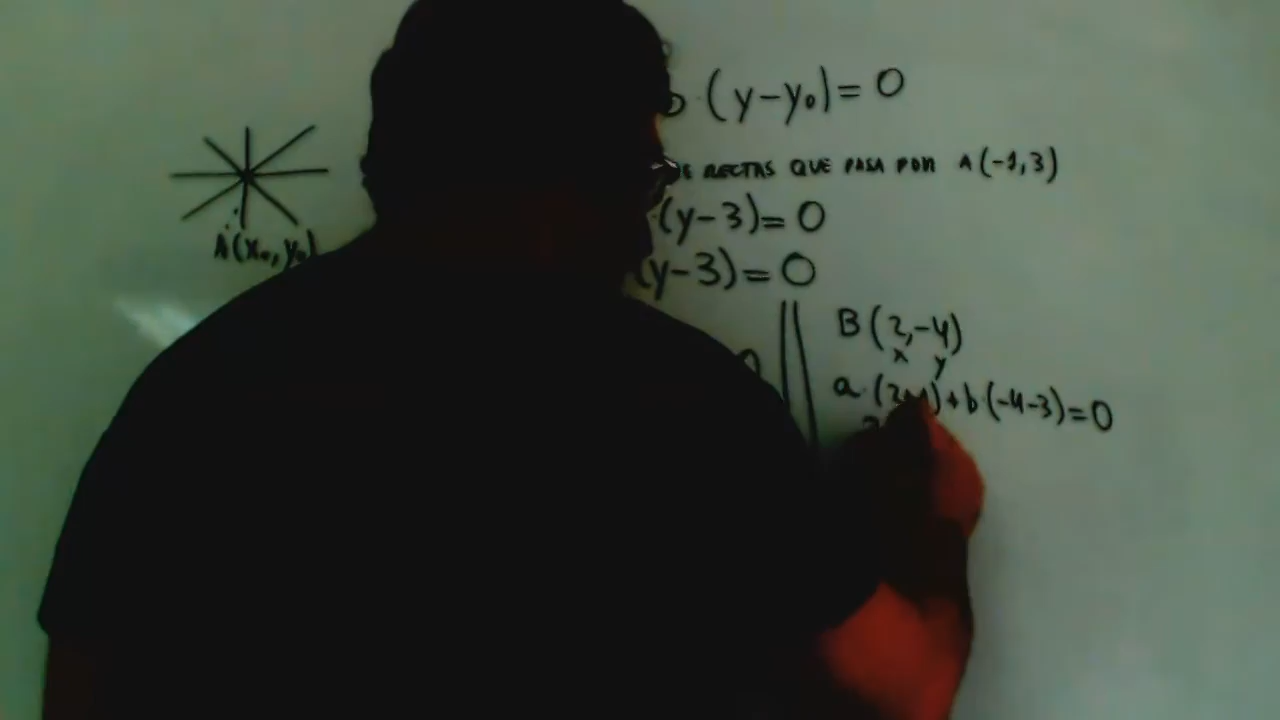 (y-y₀)=0
RECTAS QUE PASA POR A(-1,3)
A(x₀,y₀)
(y-3)=0
(y-3)=0
B(2,-4)
x y
a·(2+1)+b·(-4-3)=0